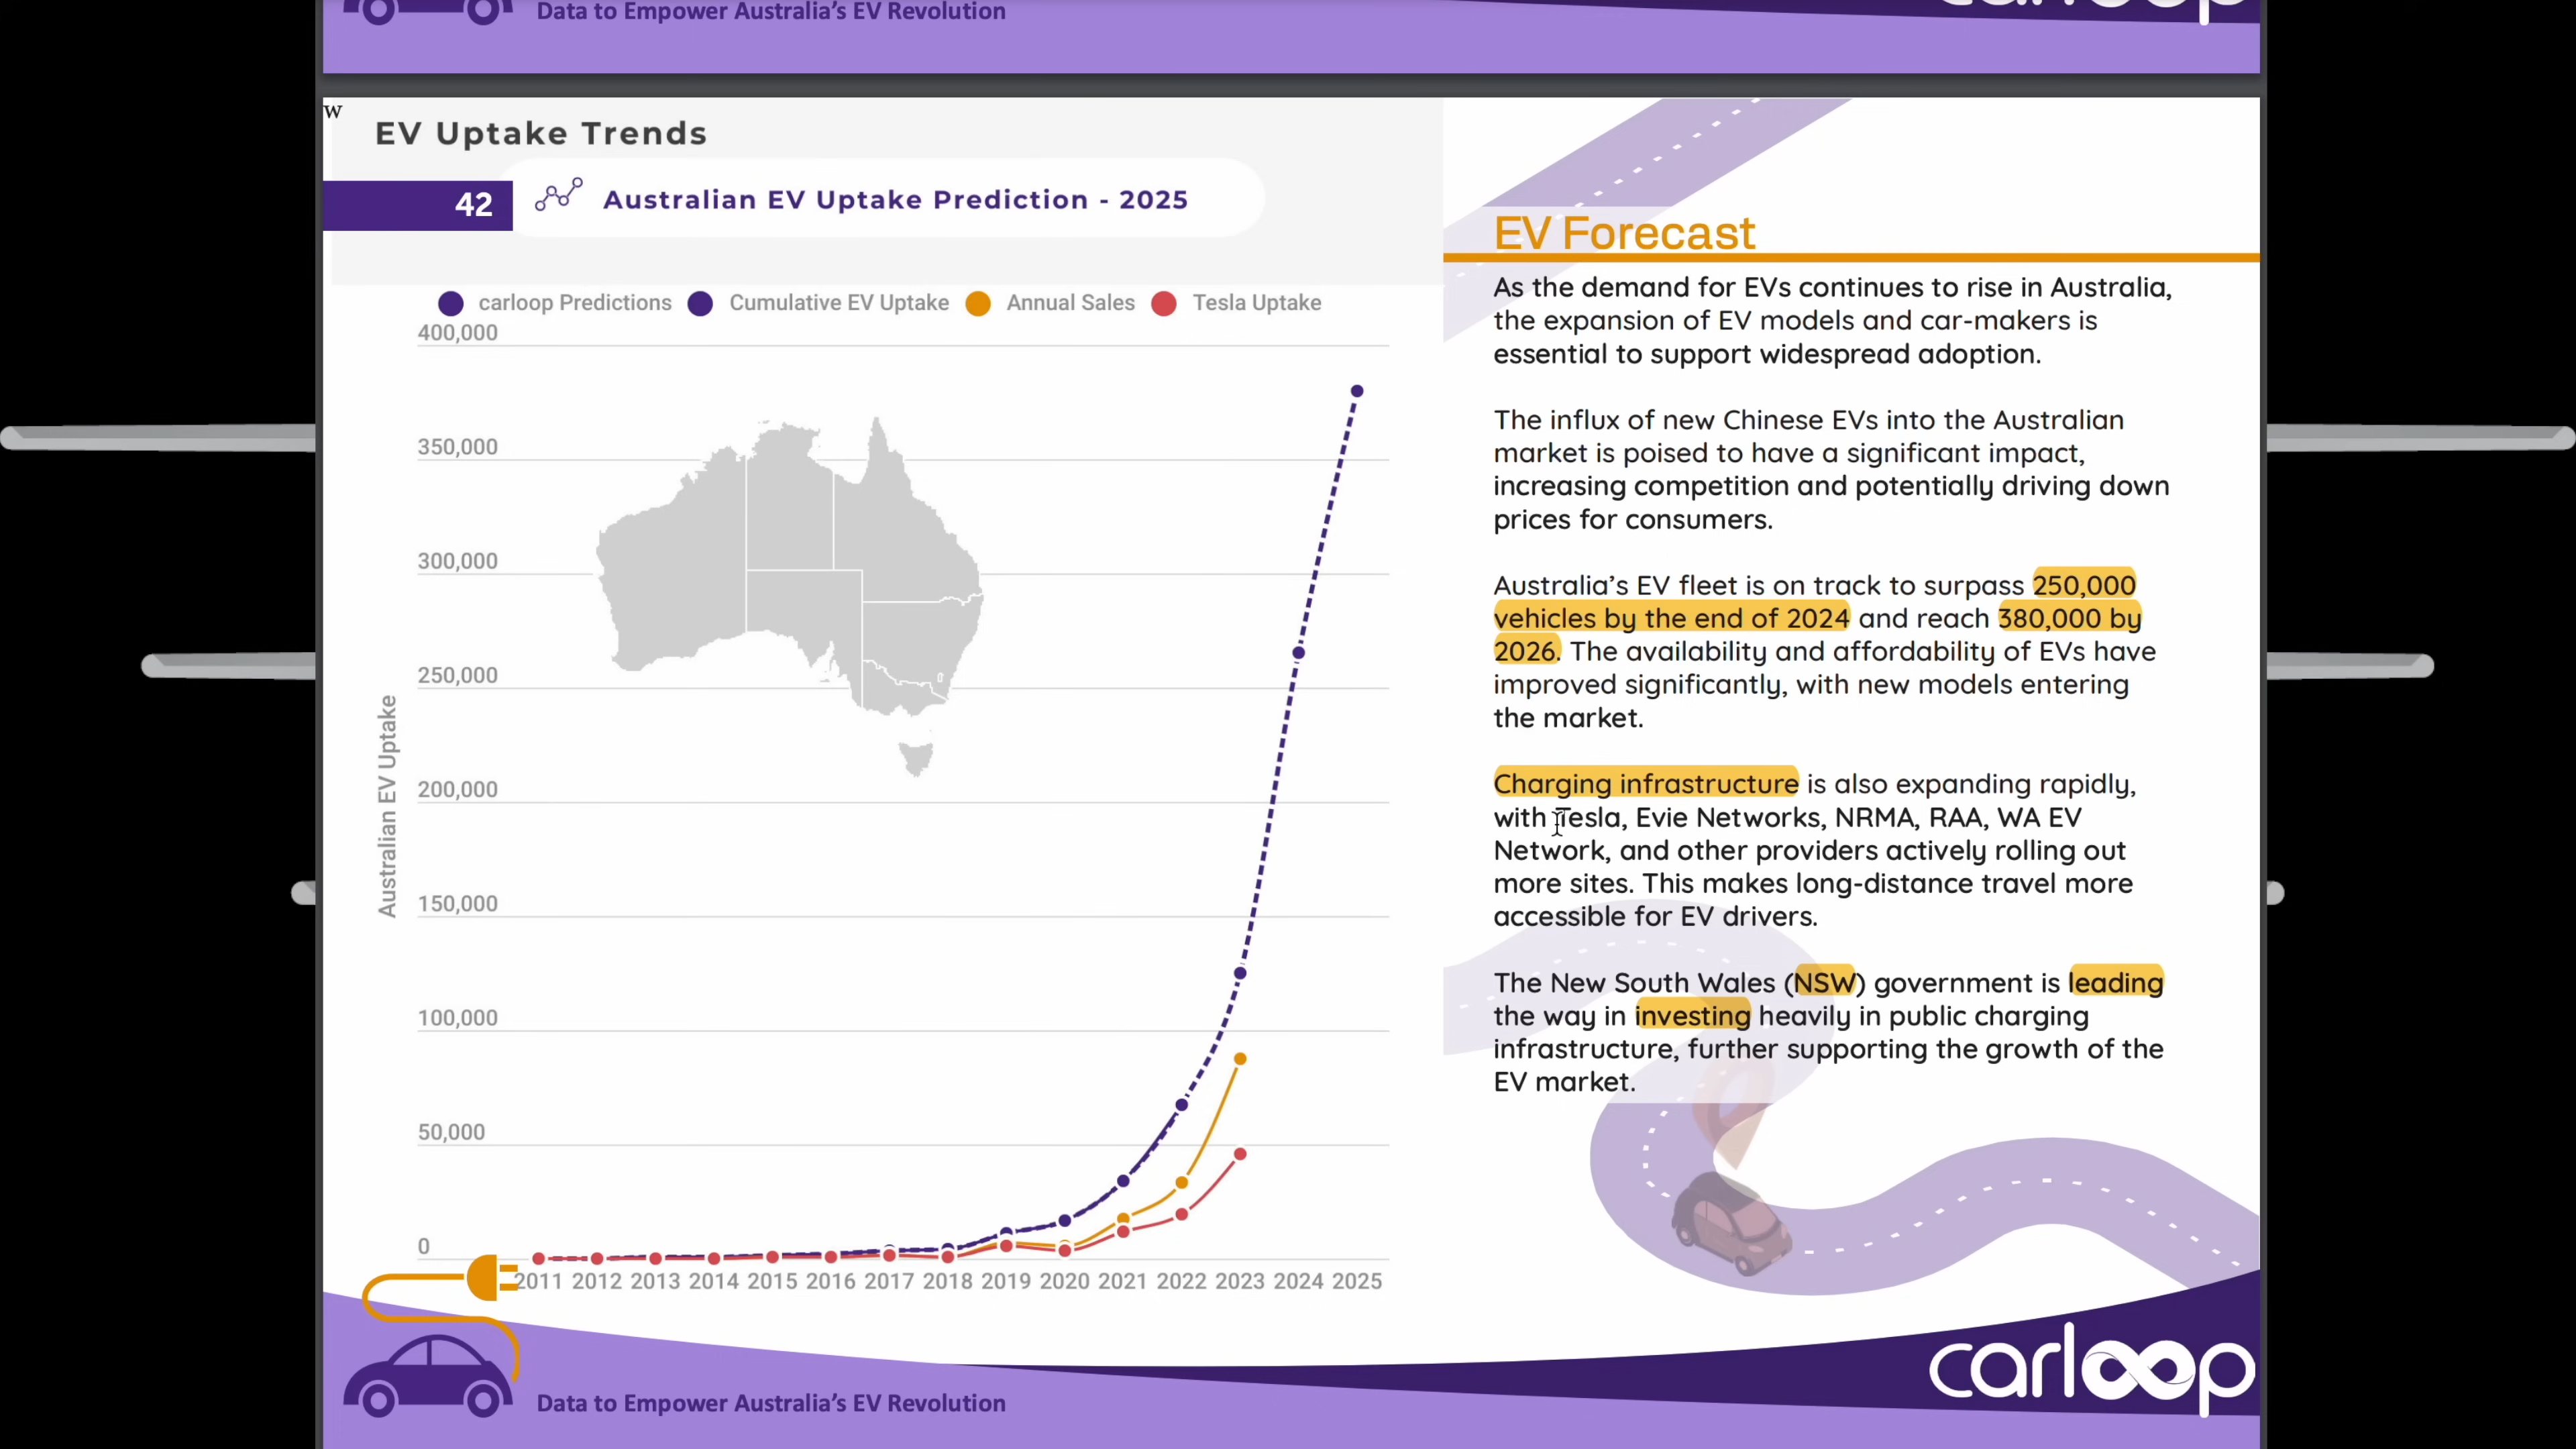 Data to Empower Australia's EV Revolution
W
EV Uptake Trends
42
Australian EV Uptake Prediction - 2025
carloop Predictions
Cumulative EV Uptake
Annual Sales
Tesla Uptake
400,000
350,000
300,000
250,000
200,000
150,000
100,000
50,000
0
Australian EV Uptake
2011 2012 2013 2014 2015 2016 2017 2018 2019 2020 2021 2022 2023 2024 2025
EV Forecast
As the demand for EVs continues to rise in Australia,
the expansion of EV models and car-makers is
essential to support widespread adoption.
The influx of new Chinese EVs into the Australian
market is poised to have a significant impact,
increasing competition and potentially driving down
prices for consumers.
Australia’s EV fleet is on track to surpass 250,000
vehicles by the end of 2024 and reach 380,000 by
2026. The availability and affordability of EVs have
improved significantly, with new models entering
the market.
Charging infrastructure is also expanding rapidly,
with Tesla, Evie Networks, NRMA, RAA, WA EV
Network, and other providers actively rolling out
more sites. This makes long-distance travel more
accessible for EV drivers.
The New South Wales (NSW) government is leading
the way in investing heavily in public charging
infrastructure, further supporting the growth of the
EV market.
Data to Empower Australia's EV Revolution
carloop